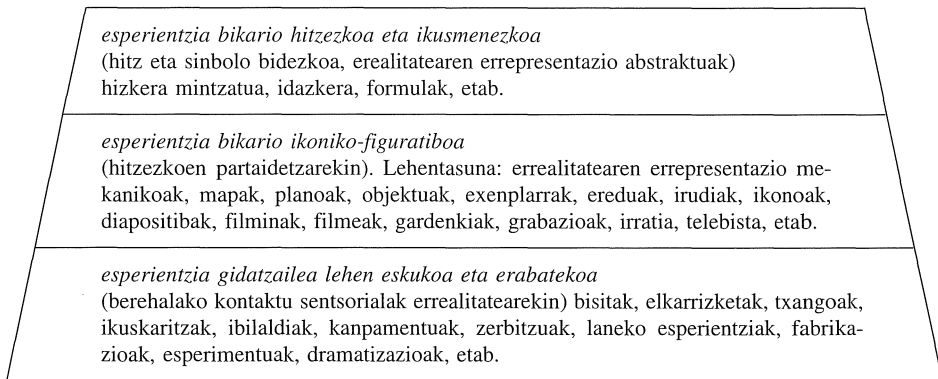 esperientzia bikario hitzezkoa eta ikusmenezkoa
(hitz eta sinbolo bidezkoa, erealitatearen errepresentazio abstraktuak)
hizkera mintzatua, idazkera, formulak, etab.
esperientzia bikario ikoniko-figuratiboa
(hitzezkoen partaidetzarekin). Lehentasuna: errealitatearen errepresentazio me-
kanikoak, mapak, planoak, objektuak, exenplarrak, ereduak, irudiak, ikonoak,
diapositibak, filminak, filmeak, gardenkiak, grabazioak, irratia, telebista, etab.
esperientzia gidatzailea lehen eskukoa eta erabatekoa
(berehalako kontaktu sentsorialak errealitatearekin) bisitak, elkarrizketak, txangoak,
ikuskaritzak, ibilaldiak, kanpamentuak, zerbitzuak, laneko esperientziak, fabrika-
zioak, esperimentuak, dramatizazioak, etab.